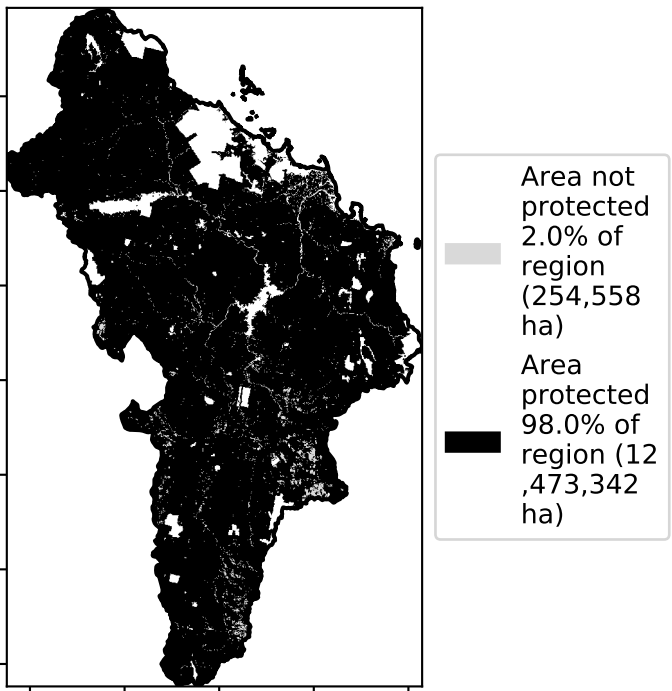 Area not
protected
2.0% of
region
(254,558
ha)
Area
protected
98.0% of
region (12
,473,342
ha)